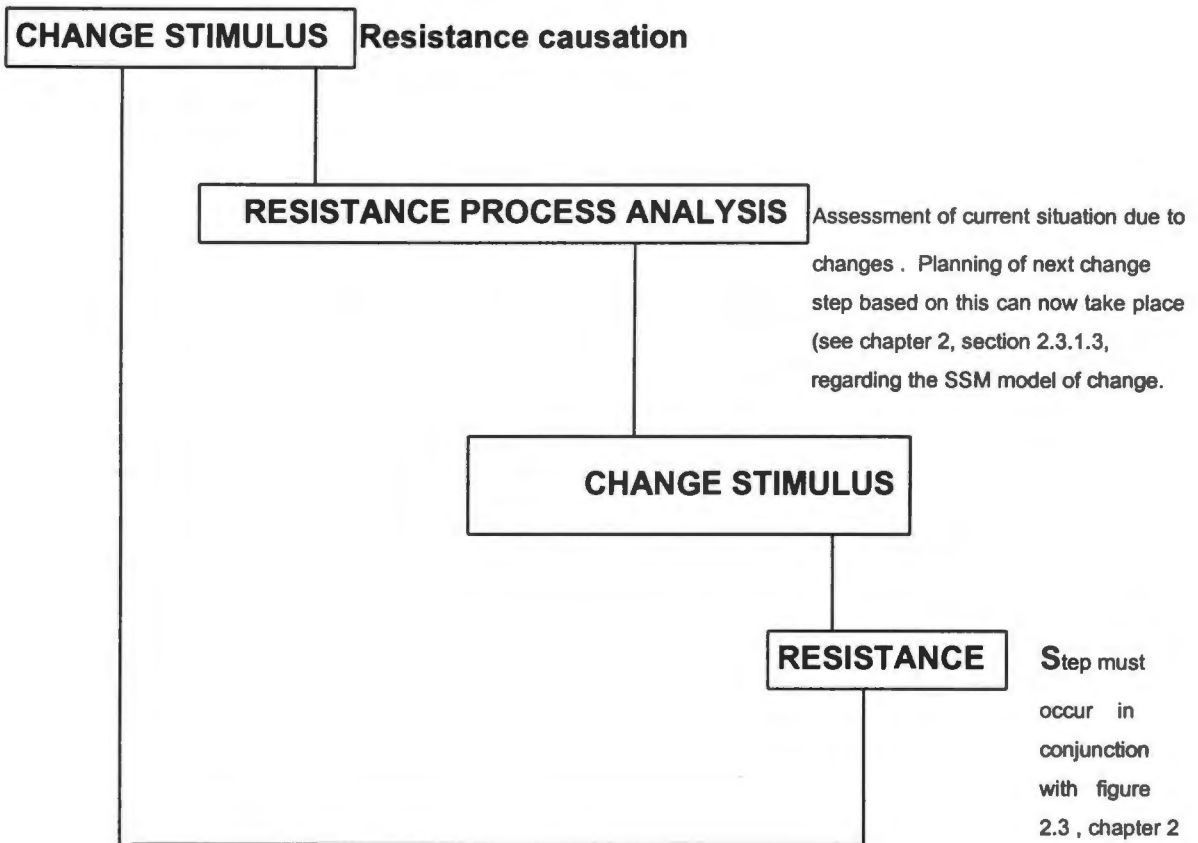 CHANGE STIMULUS Resistance causation
RESISTANCE PROCESS ANALYSIS
Assessment of current situation due to
changes . Planning of next change
step based on this can now take place
(see chapter 2, section 2.3.1.3,
regarding the SSM model of change.
CHANGE STIMULUS
RESISTANCE
Step must
occur in
conjunction
with figure
2.3 , chapter 2